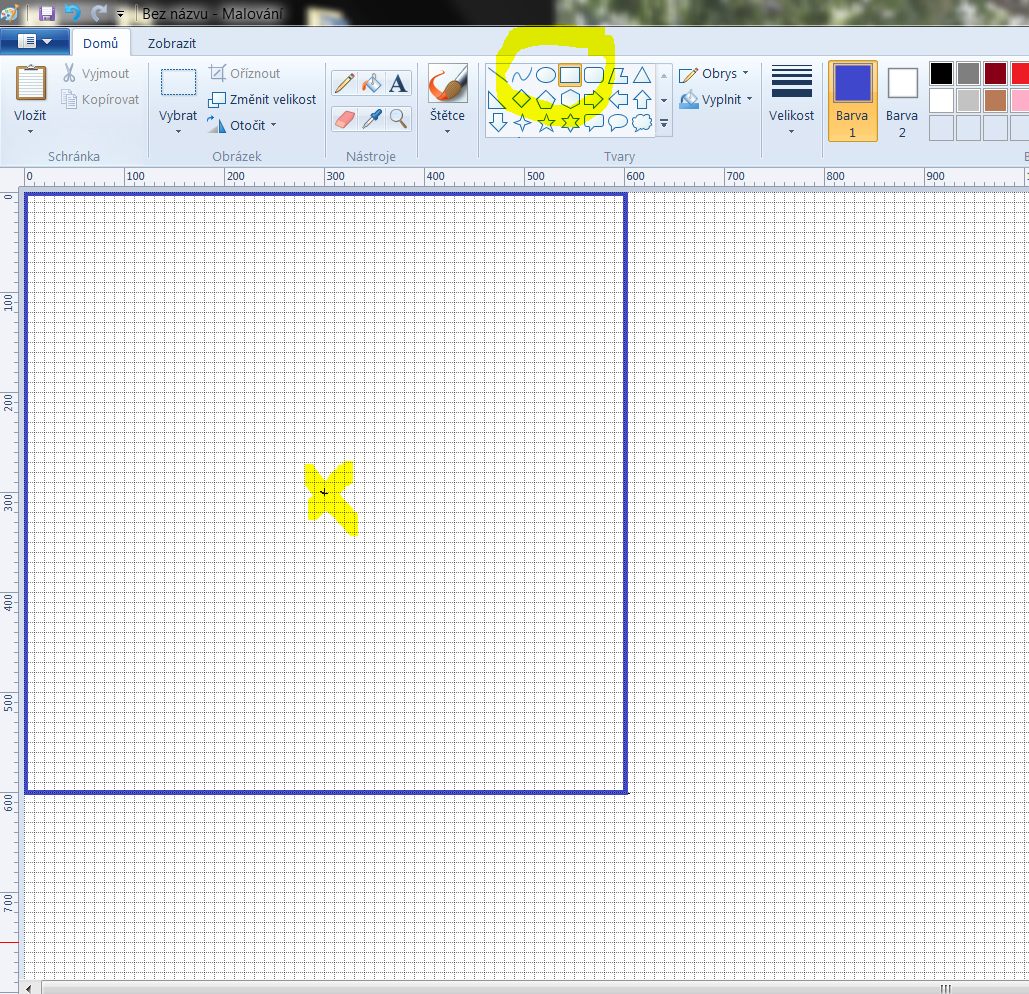 Bez názvu - Malování
Domů Zobrazit
Vložit
Vyjmout
Kopírovat
Schránka
Vybrat
Oříznout
Změnit velikost
Otočit
Obrázek
A
Nástroje
Štětce
Tvary
Obrys
Vyplnit
Velikost
Barva
1
Barva
2
0 100 200 300 400 500 600 700 800 900
0
100
200
300
400
500
600
700